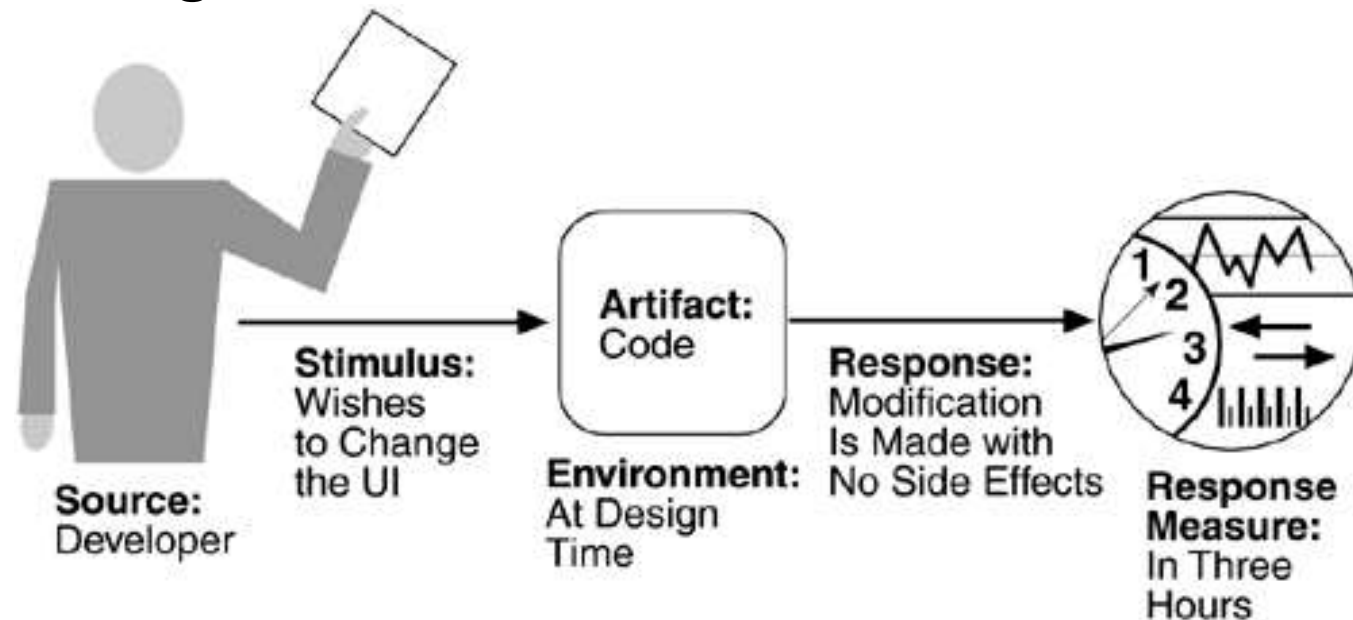 Source:
Developer
Stimulus:
Wishes
to Change
the UI
Artifact:
Code
Environment:
At Design
Time
Response:
Modification
Is Made with
No Side Effects
1
2
3
4
Response
Measure:
In Three
Hours